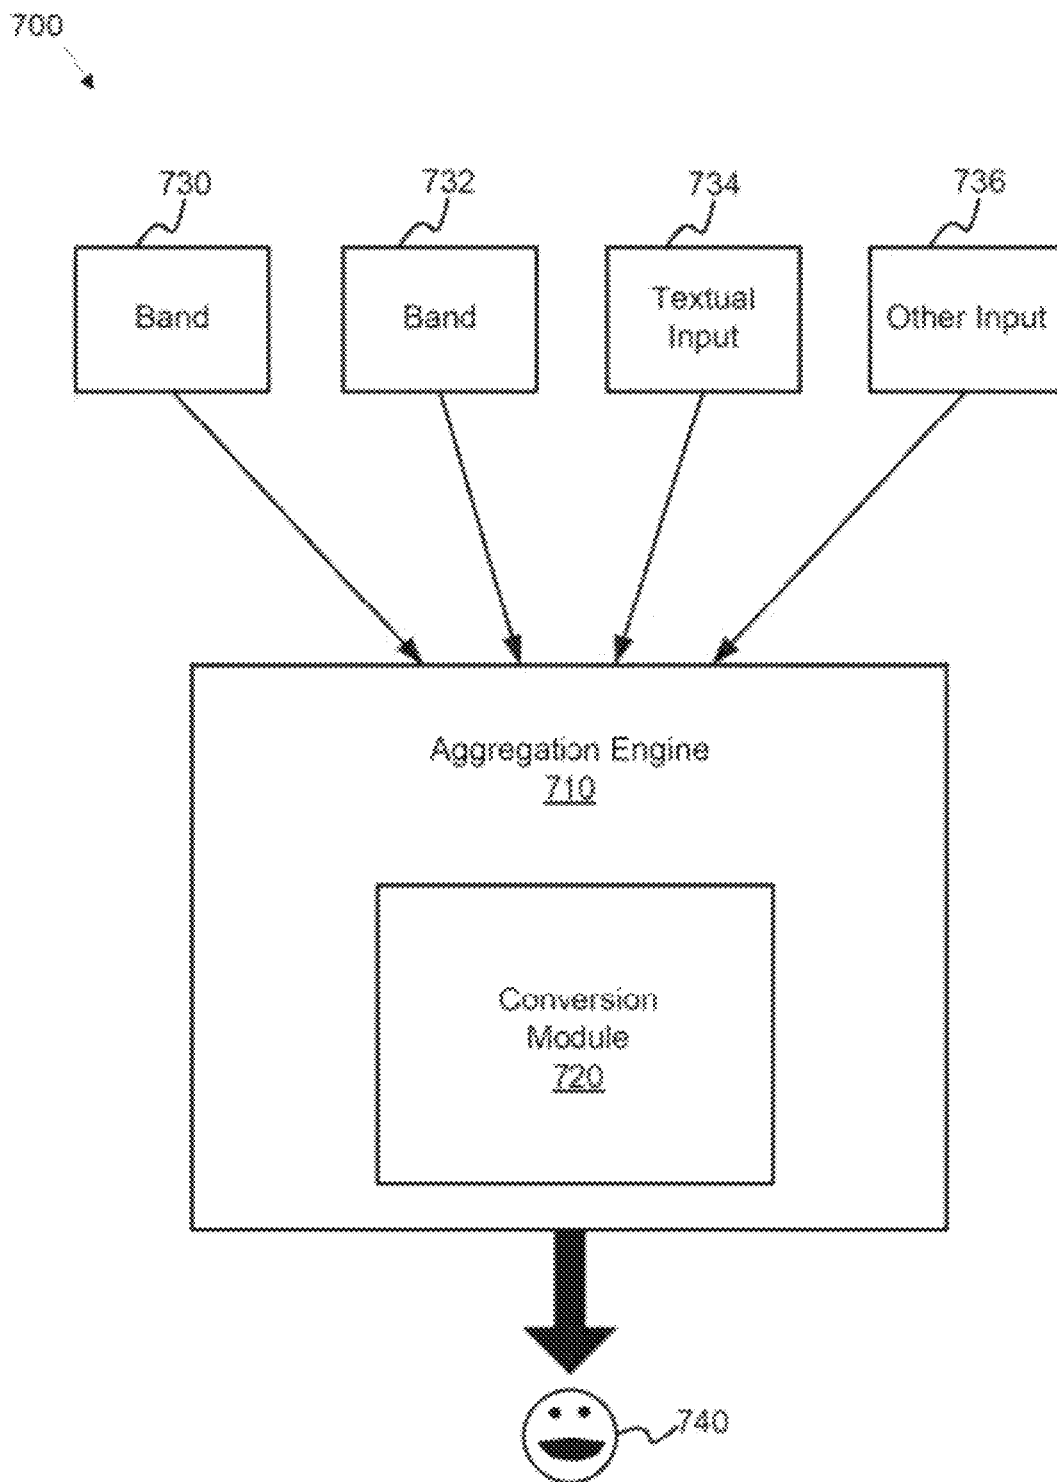 700
730
732
734
736
Band
Band
Textual
Input
Other Input
Aggregation Engine
710
Conversion
Module
720
740